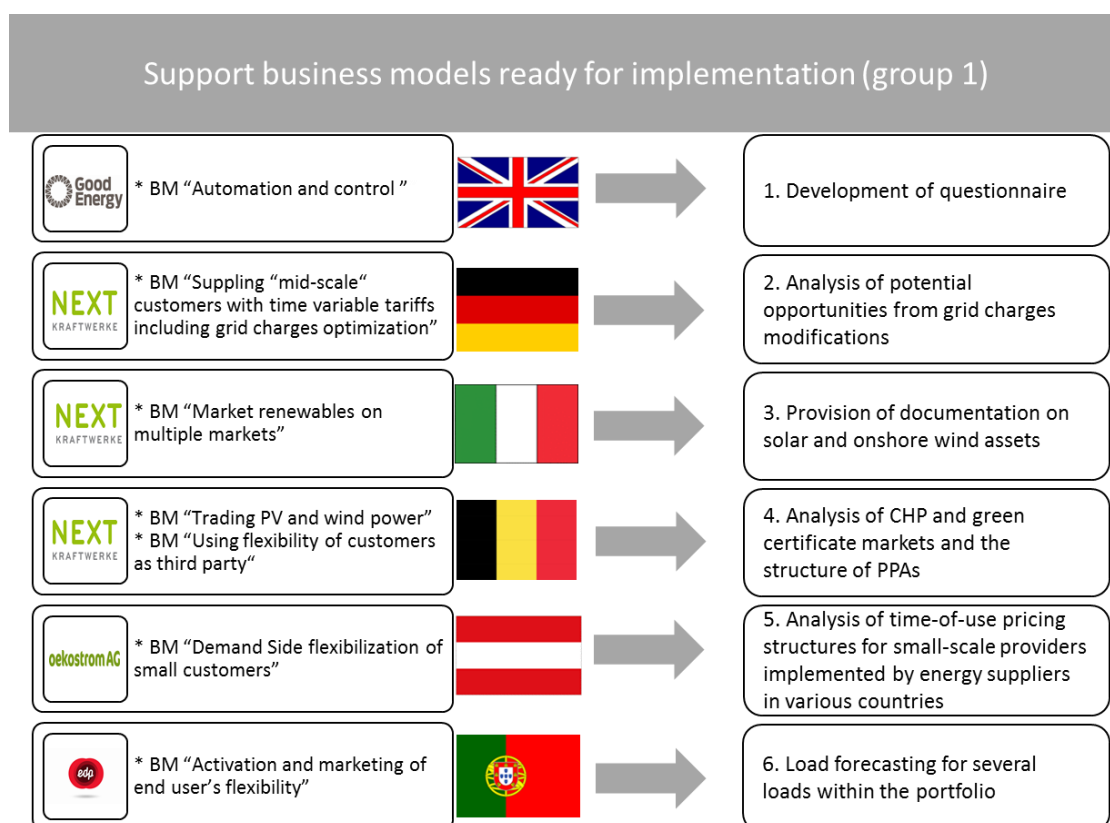 Support business models ready for implementation (group 1)
Good
Energy
* BM “Automation and control ”
1. Development of questionnaire
NEXT
KRAFTWERKE
* BM “Suppling “mid-scale“
customers with time variable tariffs
including grid charges optimization”
2. Analysis of potential
opportunities from grid charges
modifications
NEXT
KRAFTWERKE
* BM “Market renewables on
multiple markets”
3. Provision of documentation on
solar and onshore wind assets
NEXT
KRAFTWERKE
* BM “Trading PV and wind power”
* BM “Using flexibility of customers
as third party“
4. Analysis of CHP and green
certificate markets and the
structure of PPAs
oekostrom AG
* BM “Demand Side flexibilization of
small customers”
5. Analysis of time-of-use pricing
structures for small-scale providers
implemented by energy suppliers
in various countries
edp
* BM “Activation and marketing of
end user’s flexibility”
6. Load forecasting for several
loads within the portfolio